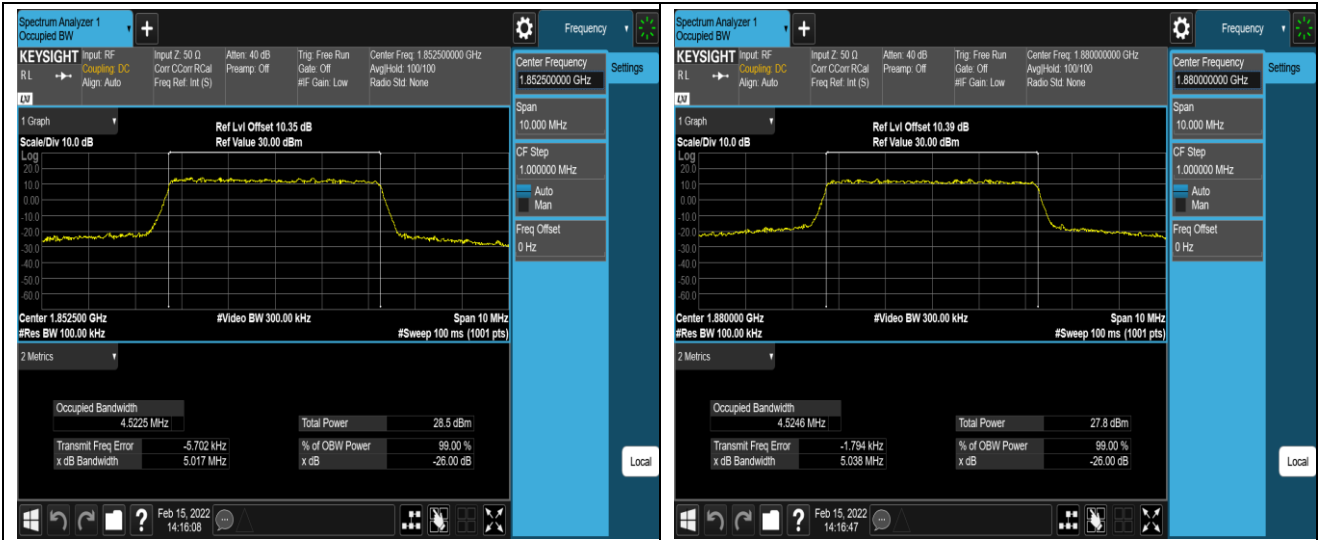 Spectrum Analyzer 1
Occupied BW
+
Frequency
KEYSIGHT
RL
LXI
Input: RF
Coupling: DC
Align: Auto
Input Z: 50 Ω
Corr CCorr RCal
Freq Ref: Int (S)
Atten: 40 dB
Preamp: Off
Trig: Free Run
Gate: Off
#IF Gain: Low
Center Freq: 1.852500000 GHz
Avg|Hold: 100/100
Radio Std: None
Center Frequency
1.852500000 GHz
Settings
Span
10.000 MHz
CF Step
1.000000 MHz
Auto
Man
Freq Offset
0 Hz
Local
1 Graph
Scale/Div 10.0 dB
Ref Lvl Offset 10.35 dB
Ref Value 30.00 dBm
Log
20.0
10.0
0.00
-10.0
-20.0
-30.0
-40.0
-50.0
-60.0
Center 1.852500 GHz
#Video BW 300.00 kHz
Span 10 MHz
#Res BW 100.00 kHz
#Sweep 100 ms (1001 pts)
2 Metrics
Occupied Bandwidth
4.5225 MHz
Total Power 28.5 dBm
Transmit Freq Error -5.702 kHz
% of OBW Power 99.00 %
x dB Bandwidth 5.017 MHz
x dB -26.00 dB
?
Feb 15, 2022
14:16:08
Spectrum Analyzer 1
Occupied BW
+
Frequency
KEYSIGHT
RL
LXI
Input: RF
Coupling: DC
Align: Auto
Input Z: 50 Ω
Corr CCorr RCal
Freq Ref: Int (S)
Atten: 40 dB
Preamp: Off
Trig: Free Run
Gate: Off
#IF Gain: Low
Center Freq: 1.880000000 GHz
Avg|Hold: 100/100
Radio Std: None
Center Frequency
1.880000000 GHz
Settings
Span
10.000 MHz
CF Step
1.000000 MHz
Auto
Man
Freq Offset
0 Hz
Local
1 Graph
Scale/Div 10.0 dB
Ref Lvl Offset 10.39 dB
Ref Value 30.00 dBm
Log
20.0
10.0
0.00
-10.0
-20.0
-30.0
-40.0
-50.0
-60.0
Center 1.880000 GHz
#Video BW 300.00 kHz
Span 10 MHz
#Res BW 100.00 kHz
#Sweep 100 ms (1001 pts)
2 Metrics
Occupied Bandwidth
4.5246 MHz
Total Power 27.8 dBm
Transmit Freq Error -1.794 kHz
% of OBW Power 99.00 %
x dB Bandwidth 5.038 MHz
x dB -26.00 dB
?
Feb 15, 2022
14:16:47